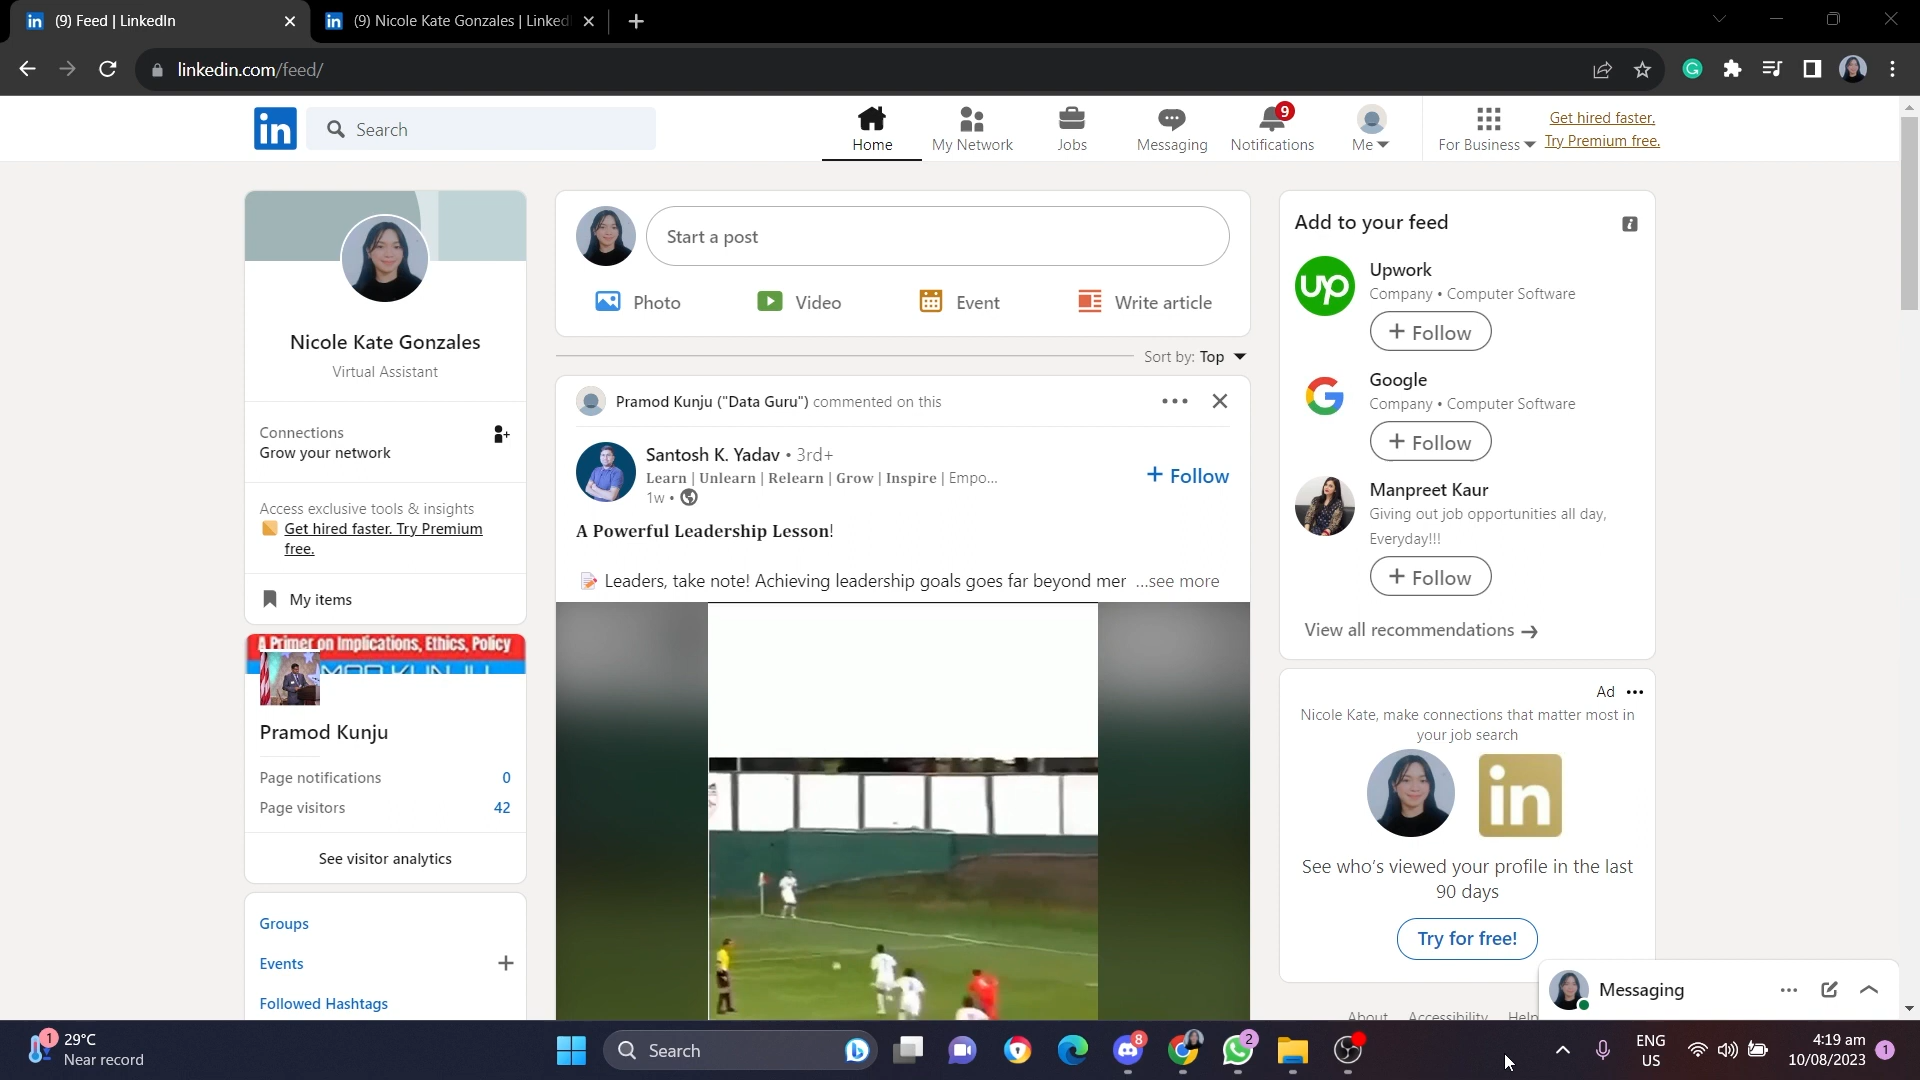 (9) Feed | LinkedIn
(9) Nicole Kate Gonzales | Linked
linkedin.com/feed/
in
Search
Home
My Network
Jobs
Messaging
9
Notifications
Me
For Business
Get hired faster.
Try Premium free.
Nicole Kate Gonzales
Virtual Assistant
Connections
Grow your network
Access exclusive tools & insights
Get hired faster. Try Premium
free.
My items
A Primer on Implications, Ethics, Policy
Pramod Kunju
Page notifications 0
Page visitors 42
See visitor analytics
Groups
Events
Followed Hashtags
Start a post
Photo
Video
Event
Write article
Sort by: Top
Pramod Kunju ("Data Guru") commented on this
Santosh K. Yadav • 3rd+
Learn | Unlearn | Relearn | Grow | Inspire | Empo...
1w •
+ Follow
A Powerful Leadership Lesson!
Leaders, take note! Achieving leadership goals goes far beyond mer ...see more
Add to your feed
up
Upwork
Company • Computer Software
+ Follow
Google
Company • Computer Software
+ Follow
Manpreet Kaur
Giving out job opportunities all day,
Everyday!!!
+ Follow
View all recommendations →
Ad
Nicole Kate, make connections that matter most in
your job search
in
See who's viewed your profile in the last
90 days
Try for free!
About Accessibility Help
Messaging
1
29°C
Near record
Search
8
2
ENG
US
4:19 am
10/08/2023
1